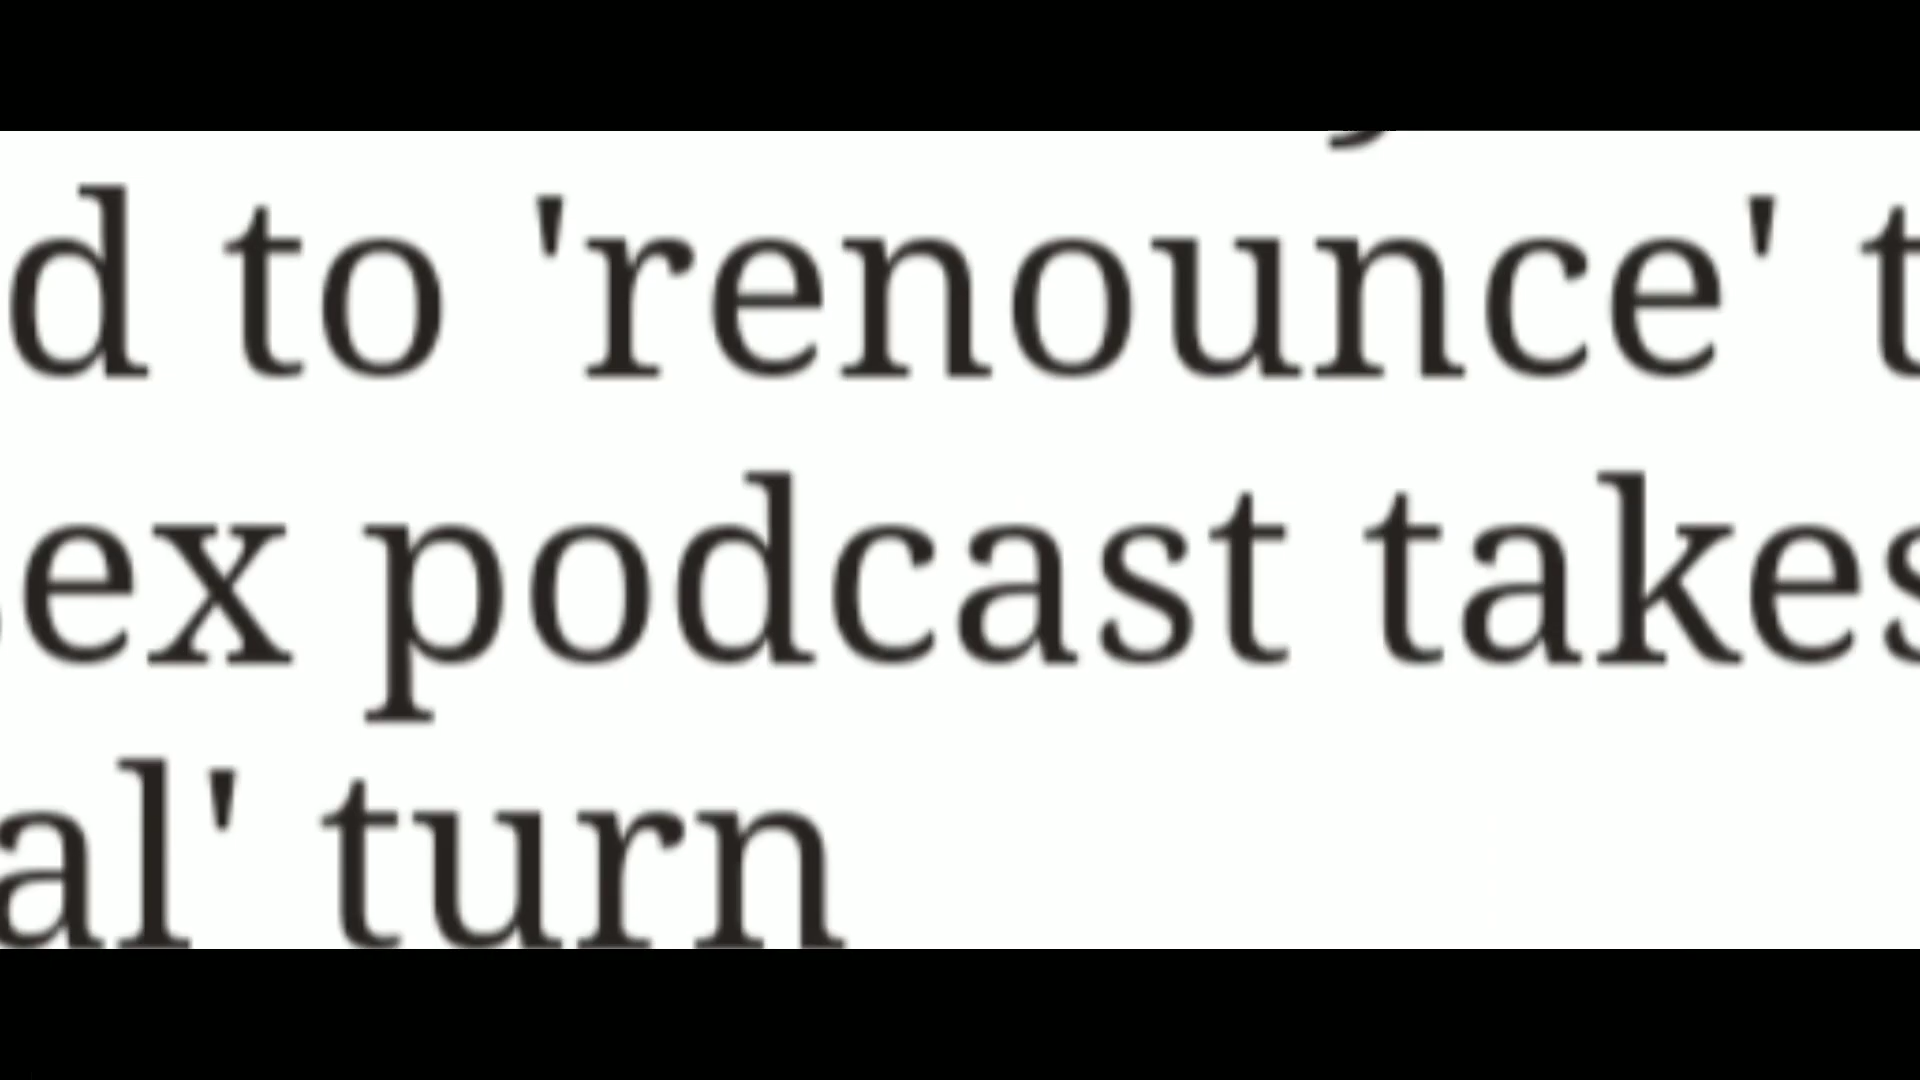 d to 'renounce' t
ex podcast takes
al' turn